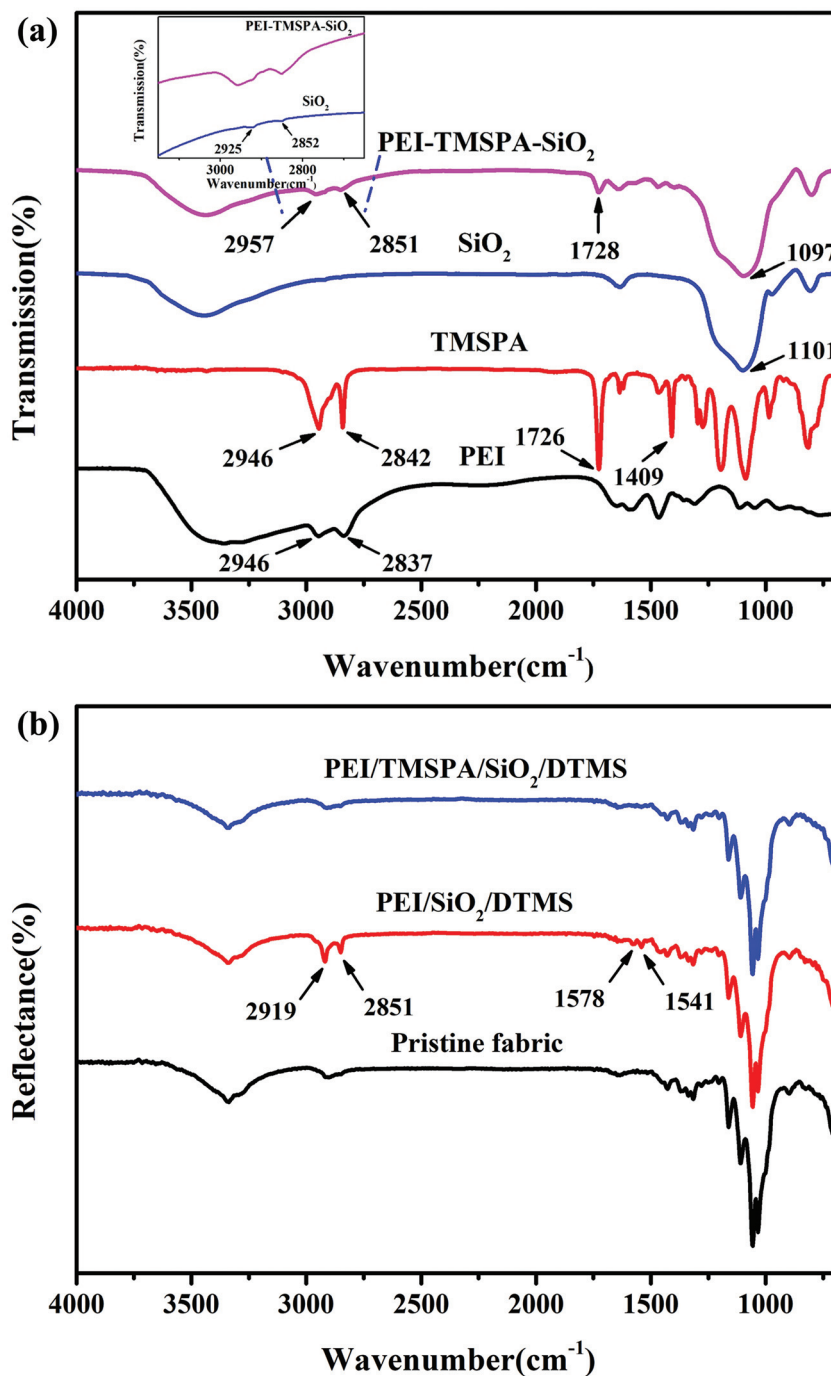 (a)
PEI-TMSPA-SiO₂
SiO₂
2925
2852
Transmission(%)
3000
2800
Wavenumber(cm⁻¹)
PEI-TMSPA-SiO₂
2957
2851
1728
1097
SiO₂
TMSPA
1101
2946
2842
1726
1409
PEI
2946
2837
Transmission(%)
4000
3500
3000
2500
2000
1500
1000
Wavenumber(cm⁻¹)
(b)
PEI/TMSPA/SiO₂/DTMS
PEI/SiO₂/DTMS
2919
2851
1578
1541
Pristine fabric
Reflectance(%)
4000
3500
3000
2500
2000
1500
1000
Wavenumber(cm⁻¹)